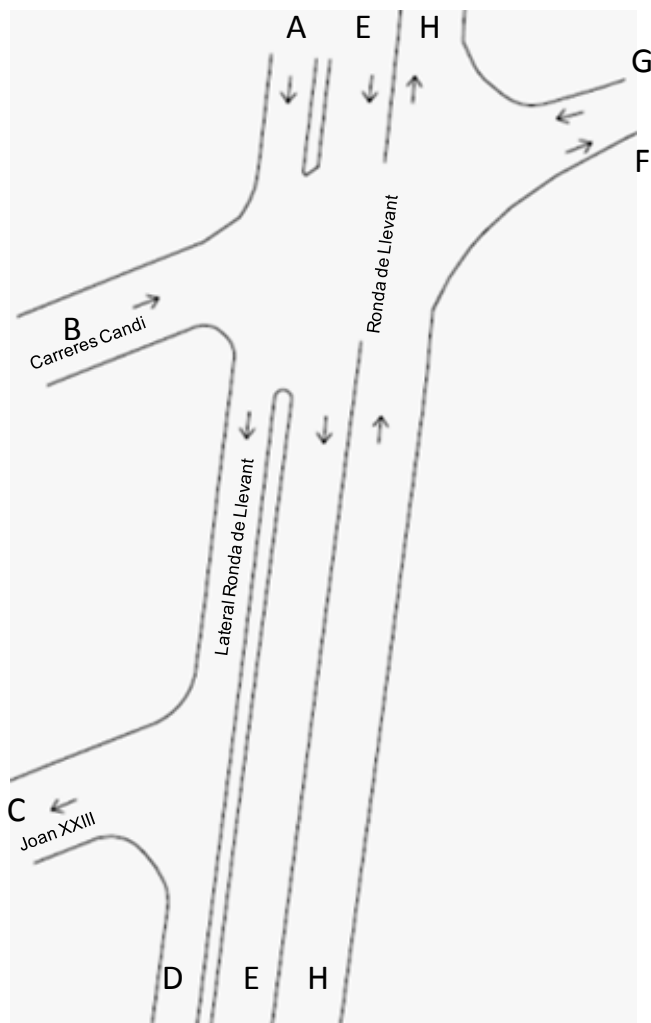 A E H
G
F
Ronda de Llevant
B
Carreres Candi
Lateral Ronda de Llevant
C
Joan XXIII
D E H